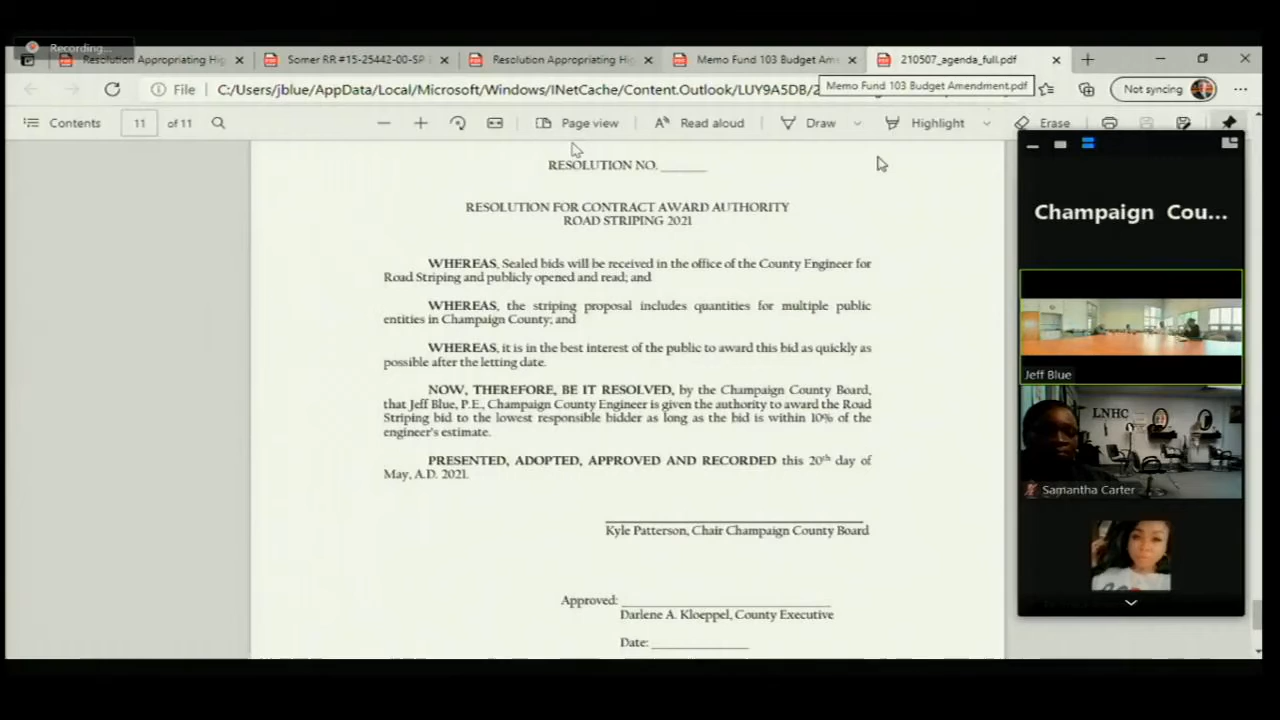 Recording...
Resolution Appropriating Hig
Somer RR #15-25442-00-SP
Resolution Appropriating Hig
Memo Fund 103 Budget Am
210507_agenda_full.pdf
File
C:/Users/jblue/AppData/Local/Microsoft/Windows/INetCache/Content.Outlook/LUY9A5DB/2
Memo Fund 103 Budget Amendment.pdf
Not syncing
Contents
11 of 11
Page view
Read aloud
Draw
Highlight
Erase
RESOLUTION NO. ______
RESOLUTION FOR CONTRACT AWARD AUTHORITY
ROAD STRIPING 2021
WHEREAS, Sealed bids will be received in the office of the County Engineer for
Road Striping and publicly opened and read; and
WHEREAS, the striping proposal includes quantities for multiple public
entities in Champaign County; and
WHEREAS, it is in the best interest of the public to award this bid as quickly as
possible after the letting date.
NOW, THEREFORE, BE IT RESOLVED, by the Champaign County Board,
that Jeff Blue, P.E., Champaign County Engineer is given the authority to award the Road
Striping bid to the lowest responsible bidder as long as the bid is within 10% of the
engineer's estimate.
PRESENTED, ADOPTED, APPROVED AND RECORDED this 20th day of
May, A.D. 2021.
Kyle Patterson, Chair Champaign County Board
Approved: ______
Darlene A. Kloeppel, County Executive
Date: ______
Champaign Cou...
Jeff Blue
LNHC
Samantha Carter